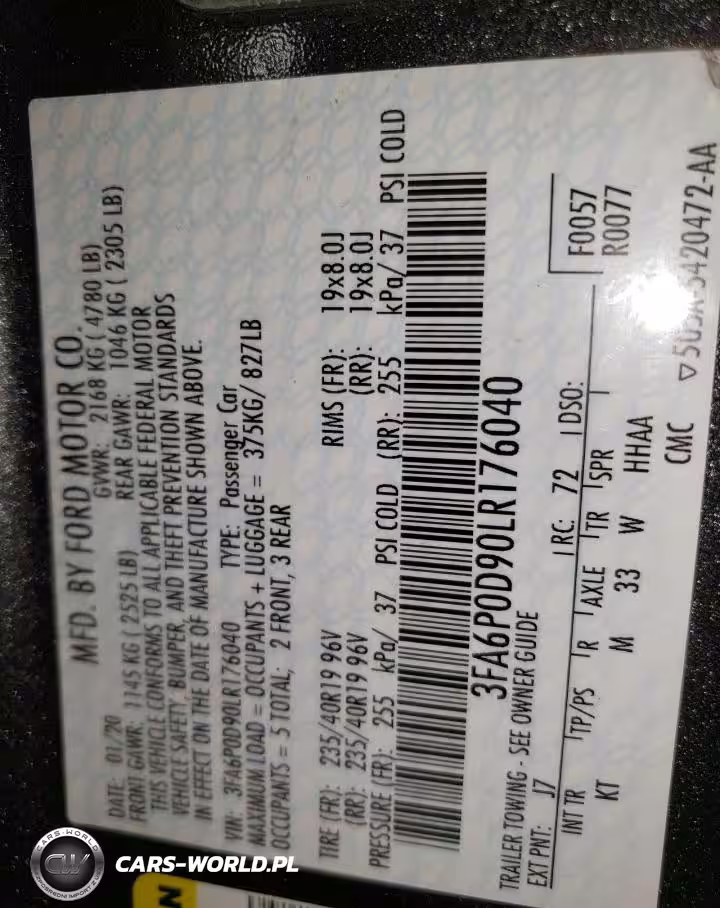 MFD. BY FORD MOTOR CO.
DATE: 01/20 GVWR: 2168 KG ( 4780 LB)
FRONT GAWR: 1145 KG ( 2525 LB) REAR GAWR: 1046 KG ( 2305 LB)
THIS VEHICLE CONFORMS TO ALL APPLICABLE FEDERAL MOTOR
VEHICLE SAFETY, BUMPER, AND THEFT PREVENTION STANDARDS
IN EFFECT ON THE DATE OF MANUFACTURE SHOWN ABOVE.
VIN: 3FA6P0D90LR176040 TYPE: Passenger Car
MAXIMUM LOAD = OCCUPANTS + LUGGAGE = 375KG/ 827LB
OCCUPANTS = 5 TOTAL; 2 FRONT, 3 REAR
TIRE (FR): 235/40R19 96V RIMS (FR): 19x8.0J
(RR): 235/40R19 96V (RR): 19x8.0J
PRESSURE (FR): 255 kPa/ 37 PSI COLD (RR): 255 kPa/ 37 PSI COLD
3FA6P0D90LR176040
TRAILER TOWING - SEE OWNER GUIDE
F0057
R0077
EXT PNT: J7 RC: 72 DSO:
INT TR TP/PS R AXLE TR SPR
KT M 33 W HHAA
CMC
CARS-WORLD
CW
CARS-WORLD.PL